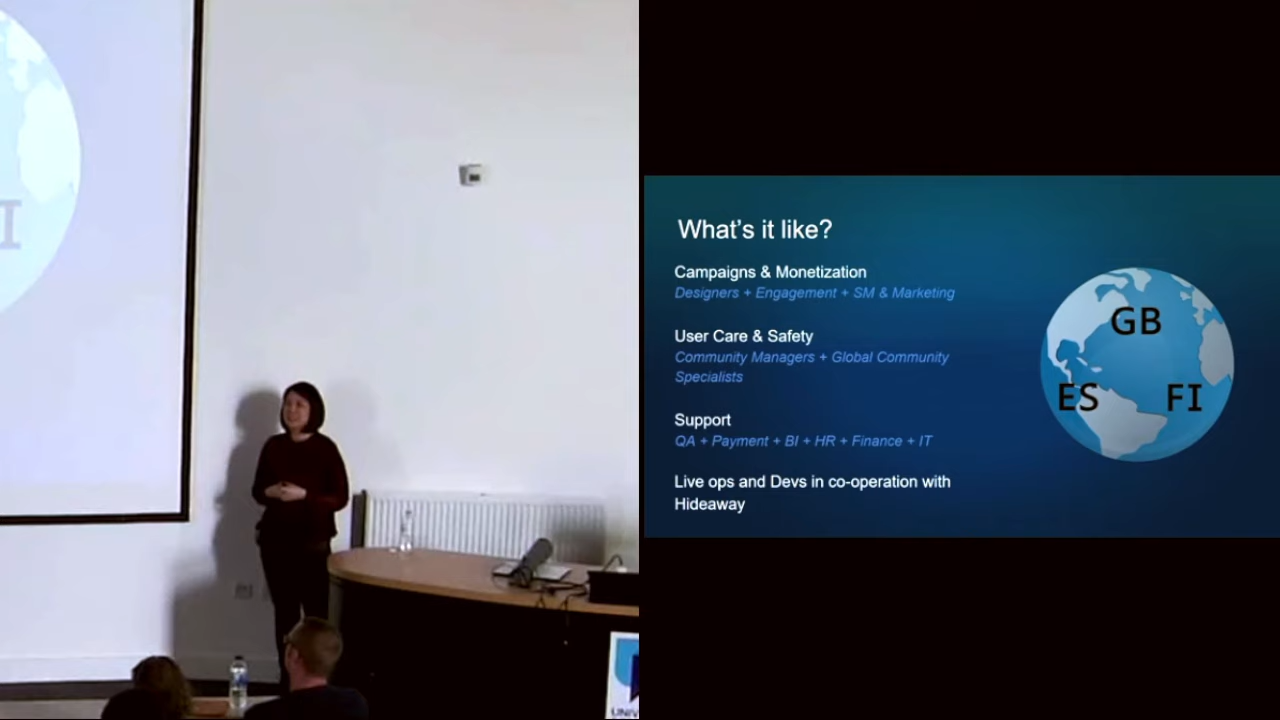 I
UNIV
What's it like?
Campaigns & Monetization
Designers + Engagement + SM & Marketing
User Care & Safety
Community Managers + Global Community
Specialists
Support
QA + Payment + BI + HR + Finance + IT
Live ops and Devs in co-operation with
Hideaway
GB
ES FI